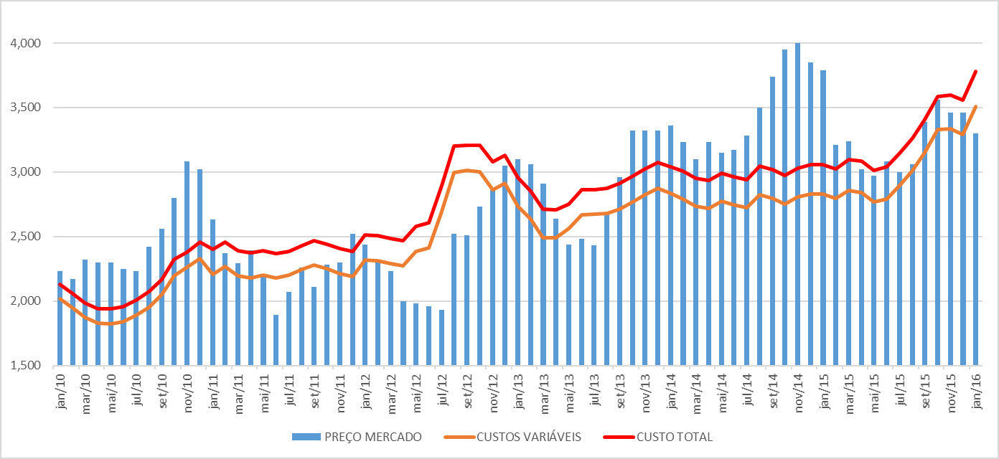 4,000
3,500
3,000
2,500
2,000
1,500
jan/10
mar/10
mai/10
jul/10
set/10
nov/10
jan/11
mar/11
mai/11
jul/11
set/11
nov/11
jan/12
mar/12
mai/12
jul/12
set/12
nov/12
jan/13
mar/13
mai/13
jul/13
set/13
nov/13
jan/14
mar/14
mai/14
jul/14
set/14
nov/14
jan/15
mar/15
mai/15
jul/15
set/15
nov/15
jan/16
PREÇO MERCADO CUSTOS VARIÁVEIS CUSTO TOTAL